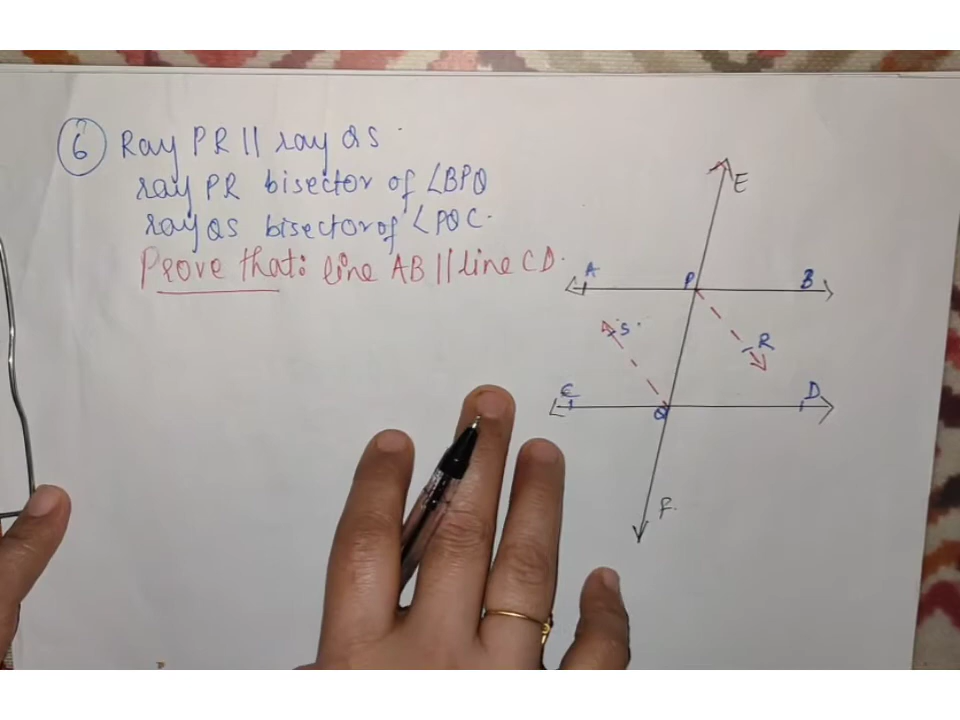 6 Ray PR || ray QS
ray PR bisector of ∠BPQ
ray QS bisector of ∠PQC.
Prove that: line AB || line CD.
E
A
P
B
S
R
C
Q
D
F